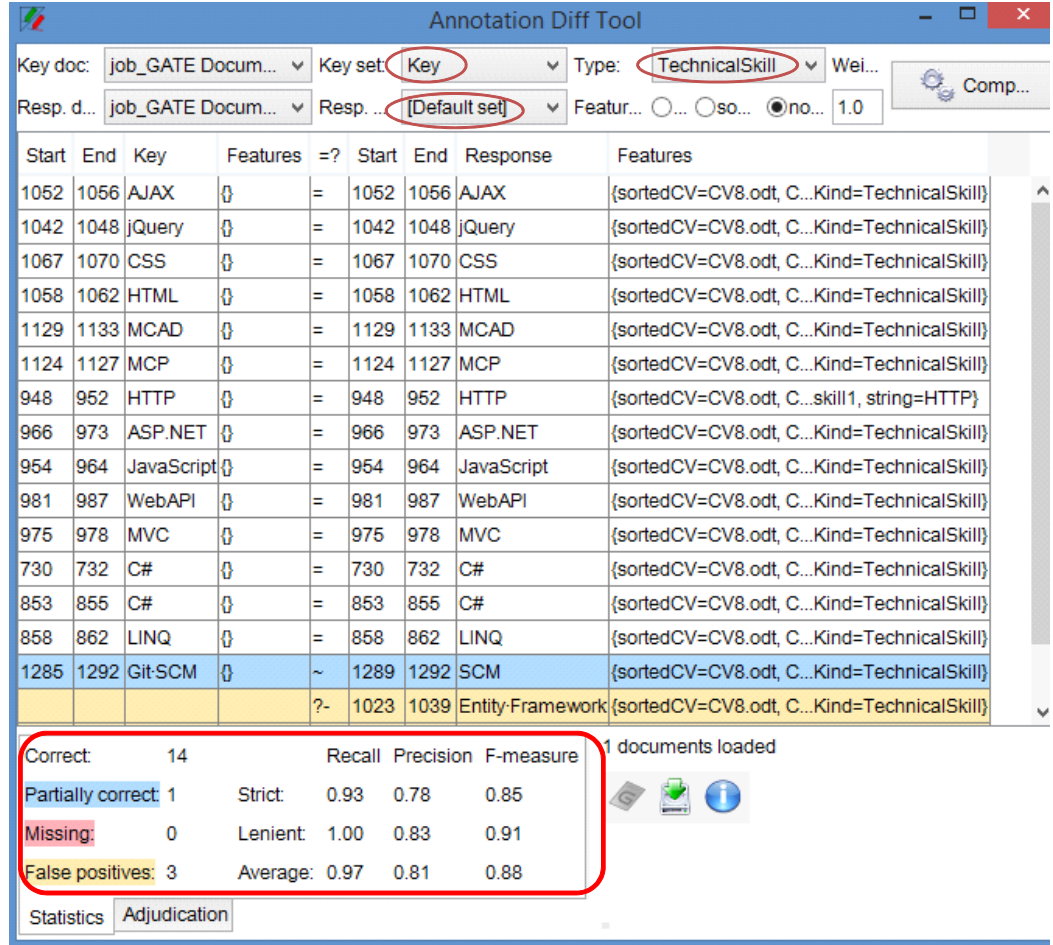 Annotation Diff Tool
Key doc: job_GATE Docum... Key set: Key Type: TechnicalSkill Wei... Comp...
Resp. d... job_GATE Docum... Resp. ... [Default set] Featur... ... so... no... 1.0
Start End Key Features =? Start End Response Features
1052 1056 AJAX {} = 1052 1056 AJAX {sortedCV=CV8.odt, C...Kind=TechnicalSkill}
1042 1048 jQuery {} = 1042 1048 jQuery {sortedCV=CV8.odt, C...Kind=TechnicalSkill}
1067 1070 CSS {} = 1067 1070 CSS {sortedCV=CV8.odt, C...Kind=TechnicalSkill}
1058 1062 HTML {} = 1058 1062 HTML {sortedCV=CV8.odt, C...Kind=TechnicalSkill}
1129 1133 MCAD {} = 1129 1133 MCAD {sortedCV=CV8.odt, C...Kind=TechnicalSkill}
1124 1127 MCP {} = 1124 1127 MCP {sortedCV=CV8.odt, C...Kind=TechnicalSkill}
948 952 HTTP {} = 948 952 HTTP {sortedCV=CV8.odt, C...skill1, string=HTTP}
966 973 ASP.NET {} = 966 973 ASP.NET {sortedCV=CV8.odt, C...Kind=TechnicalSkill}
954 964 JavaScript {} = 954 964 JavaScript {sortedCV=CV8.odt, C...Kind=TechnicalSkill}
981 987 WebAPI {} = 981 987 WebAPI {sortedCV=CV8.odt, C...Kind=TechnicalSkill}
975 978 MVC {} = 975 978 MVC {sortedCV=CV8.odt, C...Kind=TechnicalSkill}
730 732 C# {} = 730 732 C# {sortedCV=CV8.odt, C...Kind=TechnicalSkill}
853 855 C# {} = 853 855 C# {sortedCV=CV8.odt, C...Kind=TechnicalSkill}
858 862 LINQ {} = 858 862 LINQ {sortedCV=CV8.odt, C...Kind=TechnicalSkill}
1285 1292 Git·SCM {} ~ 1289 1292 SCM {sortedCV=CV8.odt, C...Kind=TechnicalSkill}
?- 1023 1039 Entity·Framework {sortedCV=CV8.odt, C...Kind=TechnicalSkill}
Correct: 14 Recall Precision F-measure 1 documents loaded
Partially correct: 1 Strict: 0.93 0.78 0.85
Missing: 0 Lenient: 1.00 0.83 0.91
False positives: 3 Average: 0.97 0.81 0.88
Statistics Adjudication